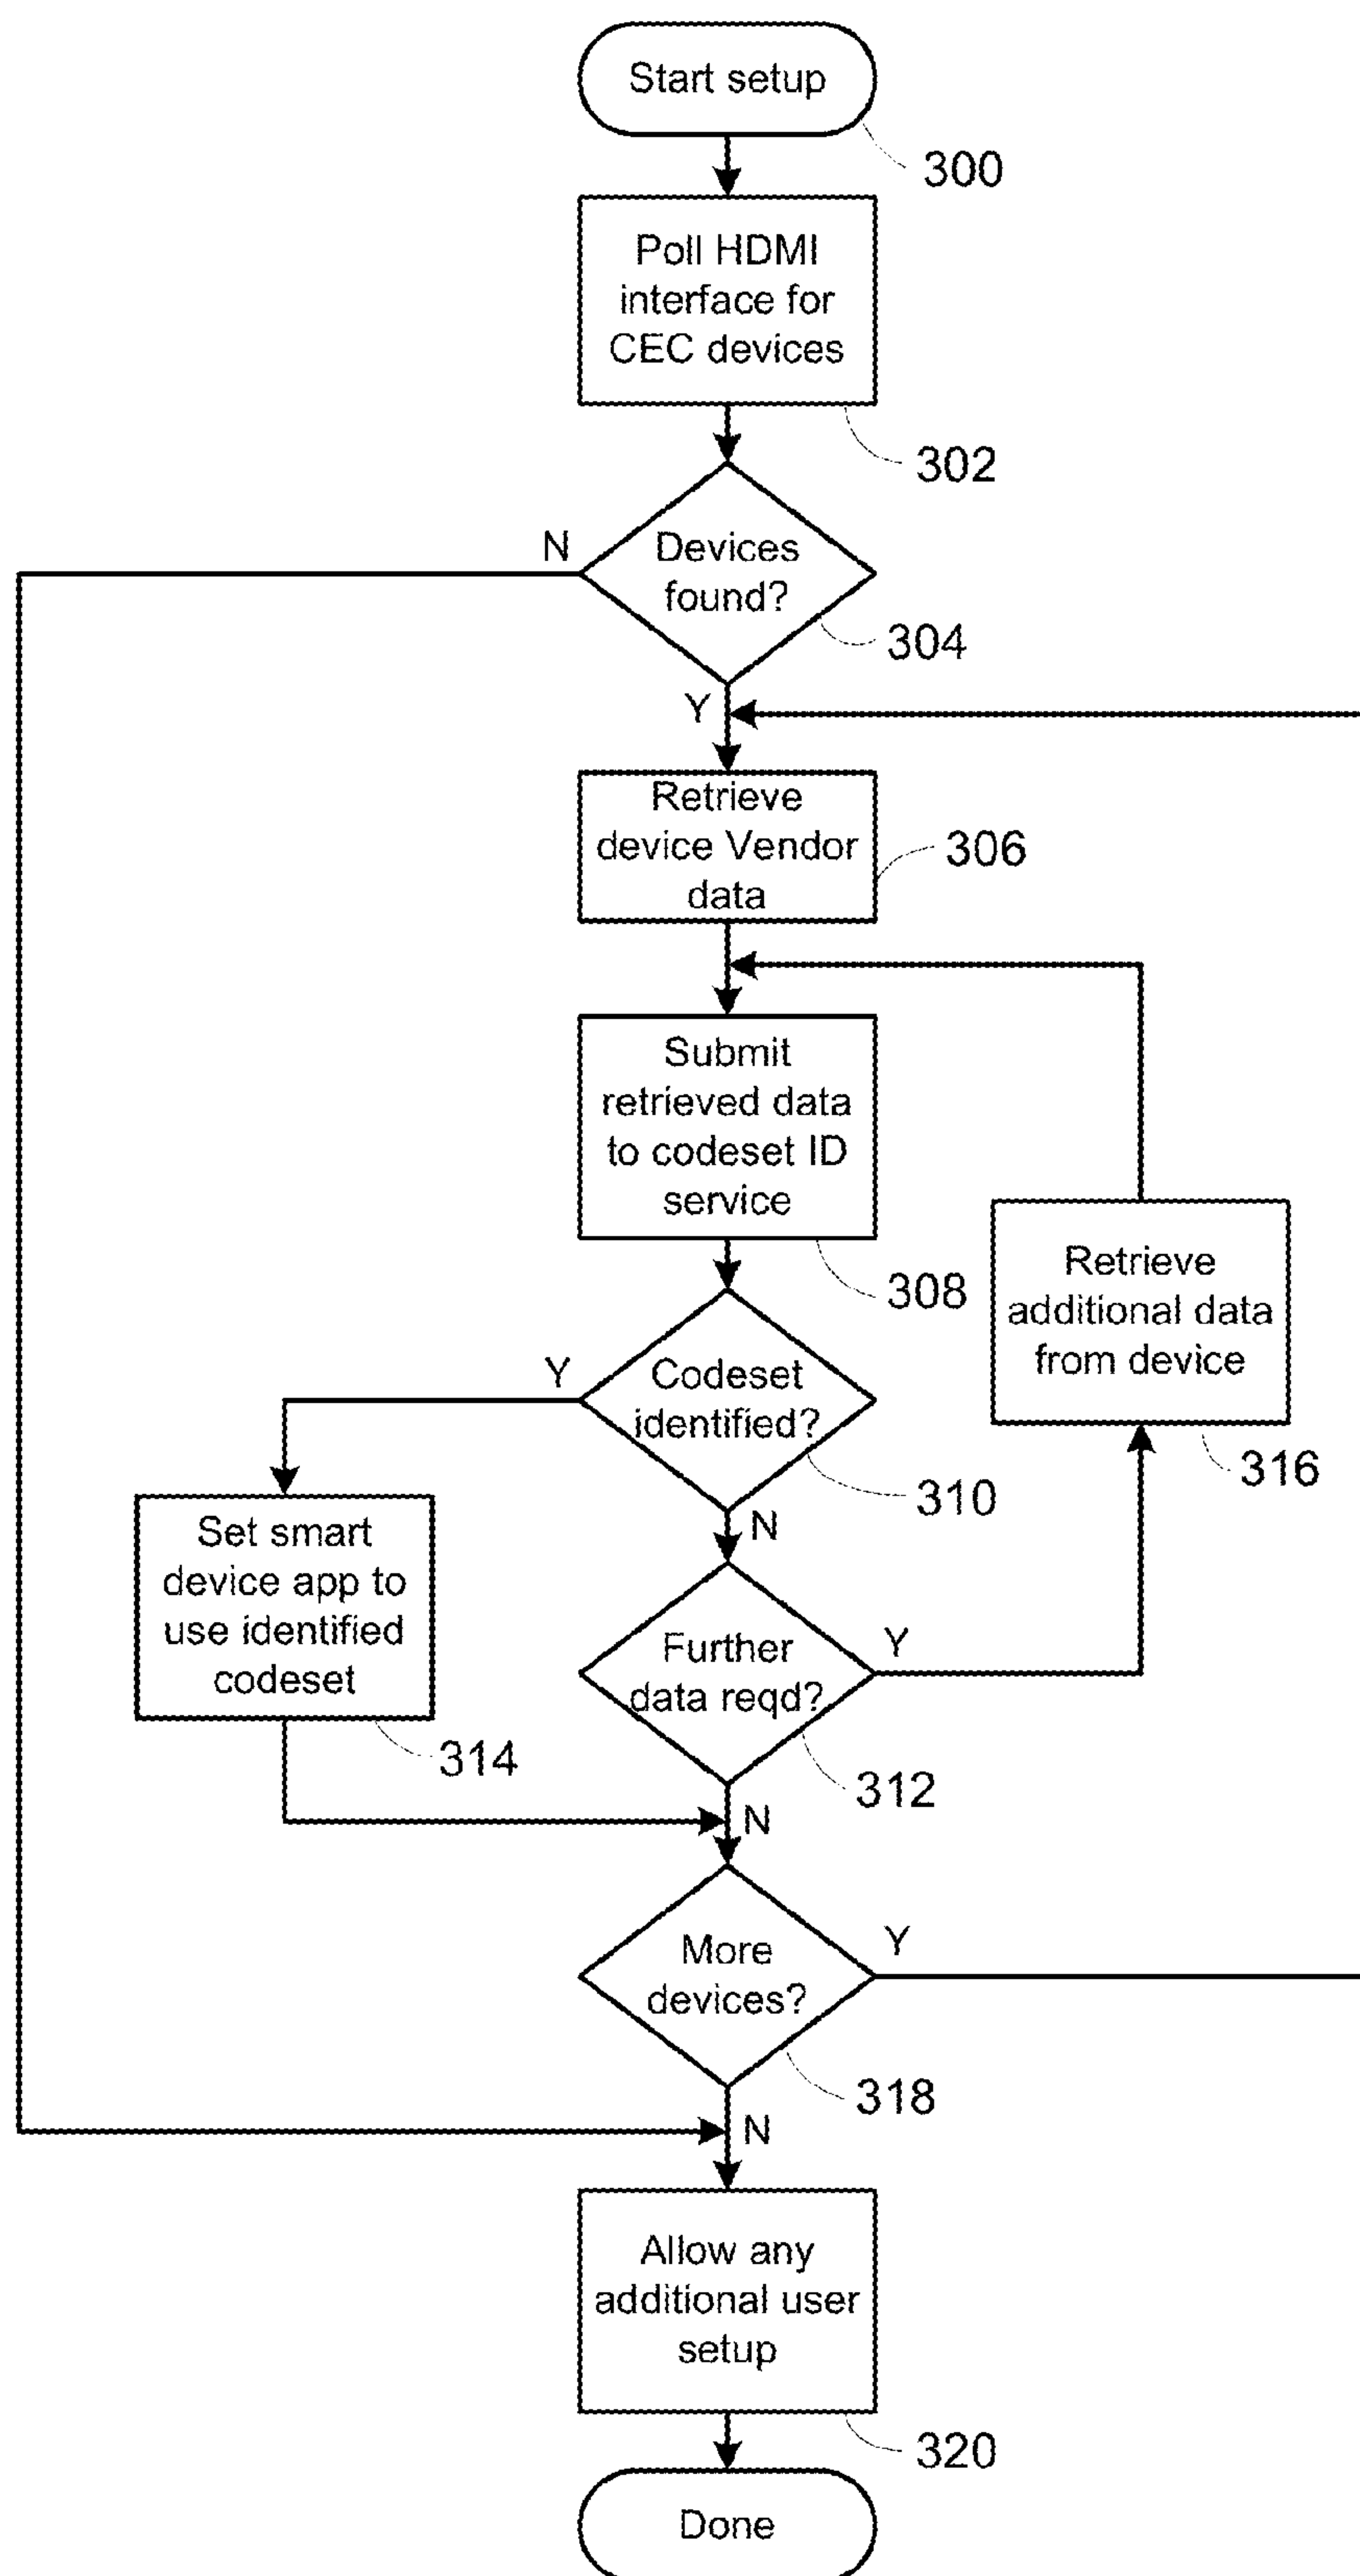 Start setup
300
Poll HDMI
interface for
CEC devices
302
N
Devices
found?
304
Y
Retrieve
device Vendor
data
306
Submit
retrieved data
to codeset ID
service
308
Retrieve
additional data
from device
316
Y
Codeset
identified?
310
N
Set smart
device app to
use identified
codeset
314
Further
data reqd?
Y
312
N
More
devices?
Y
318
N
Allow any
additional user
setup
320
Done